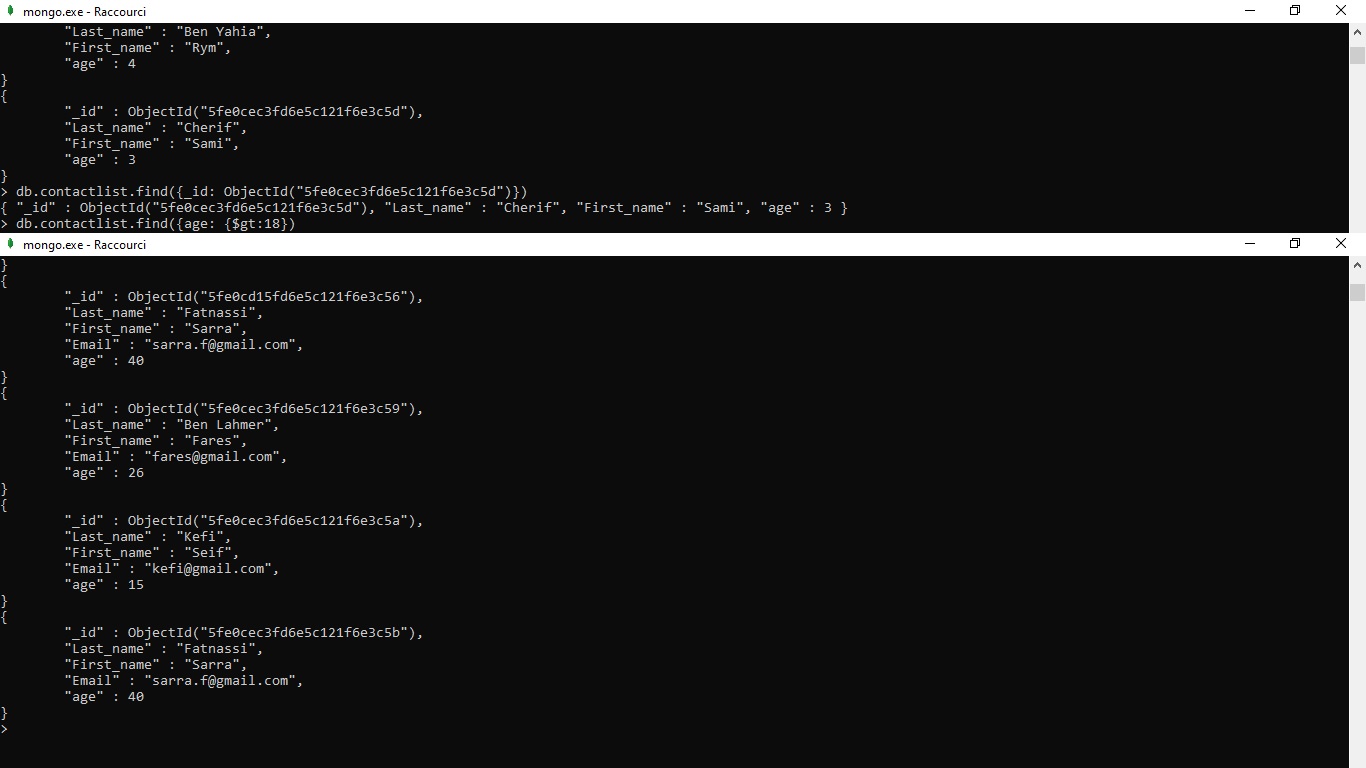 mongo.exe - Raccourci
"Last_name" : "Ben Yahia",
"First_name" : "Rym",
"age" : 4
}
{
"_id" : ObjectId("5fe0cec3fd6e5c121f6e3c5d"),
"Last_name" : "Cherif",
"First_name" : "Sami",
"age" : 3
}
> db.contactlist.find({_id: ObjectId("5fe0cec3fd6e5c121f6e3c5d")})
{ "_id" : ObjectId("5fe0cec3fd6e5c121f6e3c5d"), "Last_name" : "Cherif", "First_name" : "Sami", "age" : 3 }
> db.contactlist.find({age: {$gt:18})
mongo.exe - Raccourci
}
{
"_id" : ObjectId("5fe0cd15fd6e5c121f6e3c56"),
"Last_name" : "Fatnassi",
"First_name" : "Sarra",
"Email" : "sarra.f@gmail.com",
"age" : 40
}
{
"_id" : ObjectId("5fe0cec3fd6e5c121f6e3c59"),
"Last_name" : "Ben Lahmer",
"First_name" : "Fares",
"Email" : "fares@gmail.com",
"age" : 26
}
{
"_id" : ObjectId("5fe0cec3fd6e5c121f6e3c5a"),
"Last_name" : "Kefi",
"First_name" : "Seif",
"Email" : "kefi@gmail.com",
"age" : 15
}
{
"_id" : ObjectId("5fe0cec3fd6e5c121f6e3c5b"),
"Last_name" : "Fatnassi",
"First_name" : "Sarra",
"Email" : "sarra.f@gmail.com",
"age" : 40
}
>